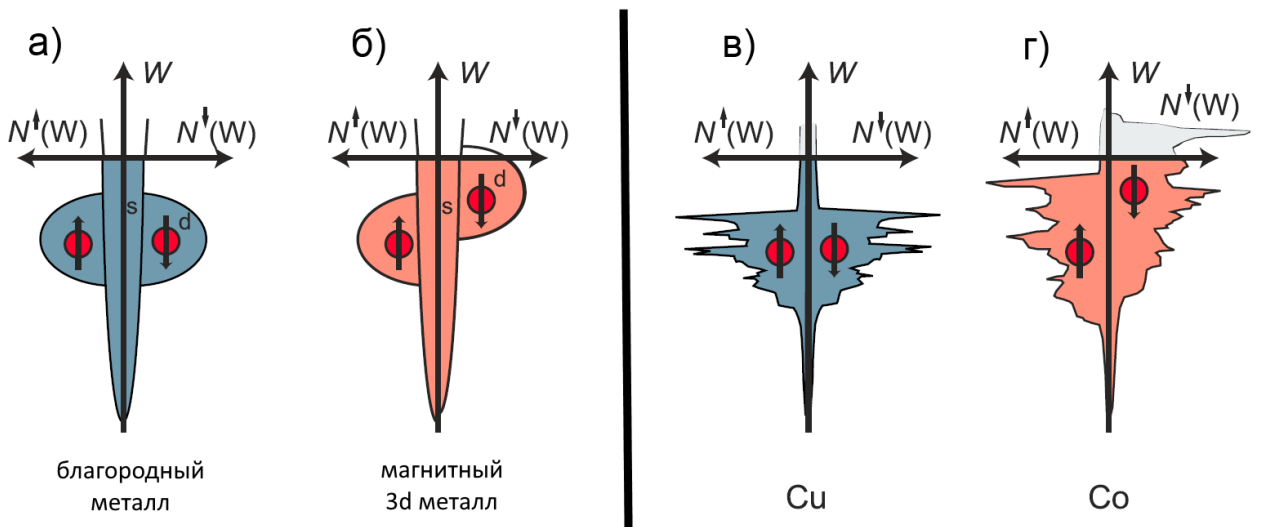 а)
W
N↑(W) N↓(W)
s
d
благородный
металл
б)
W
N↑(W) N↓(W)
s
d
магнитный
3d металл
в)
W
N↑(W) N↓(W)
Cu
г)
W
N↑(W) N↓(W)
Co